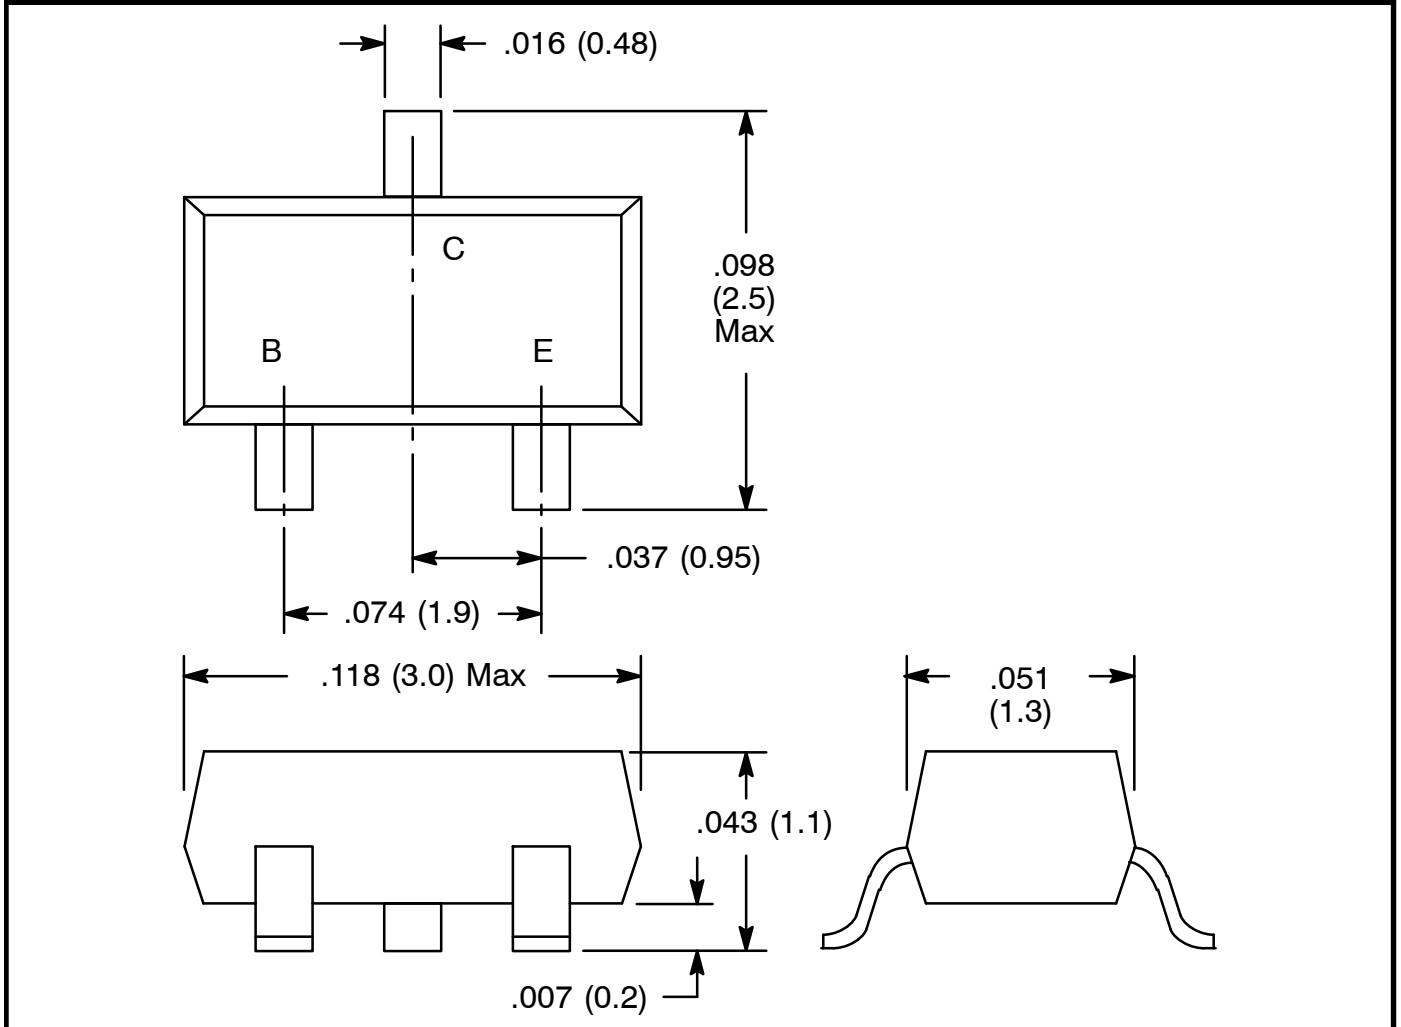 .016 (0.48)
C
.098
(2.5)
Max
B
E
.037 (0.95)
.074 (1.9)
.118 (3.0) Max
.051
(1.3)
.043 (1.1)
.007 (0.2)